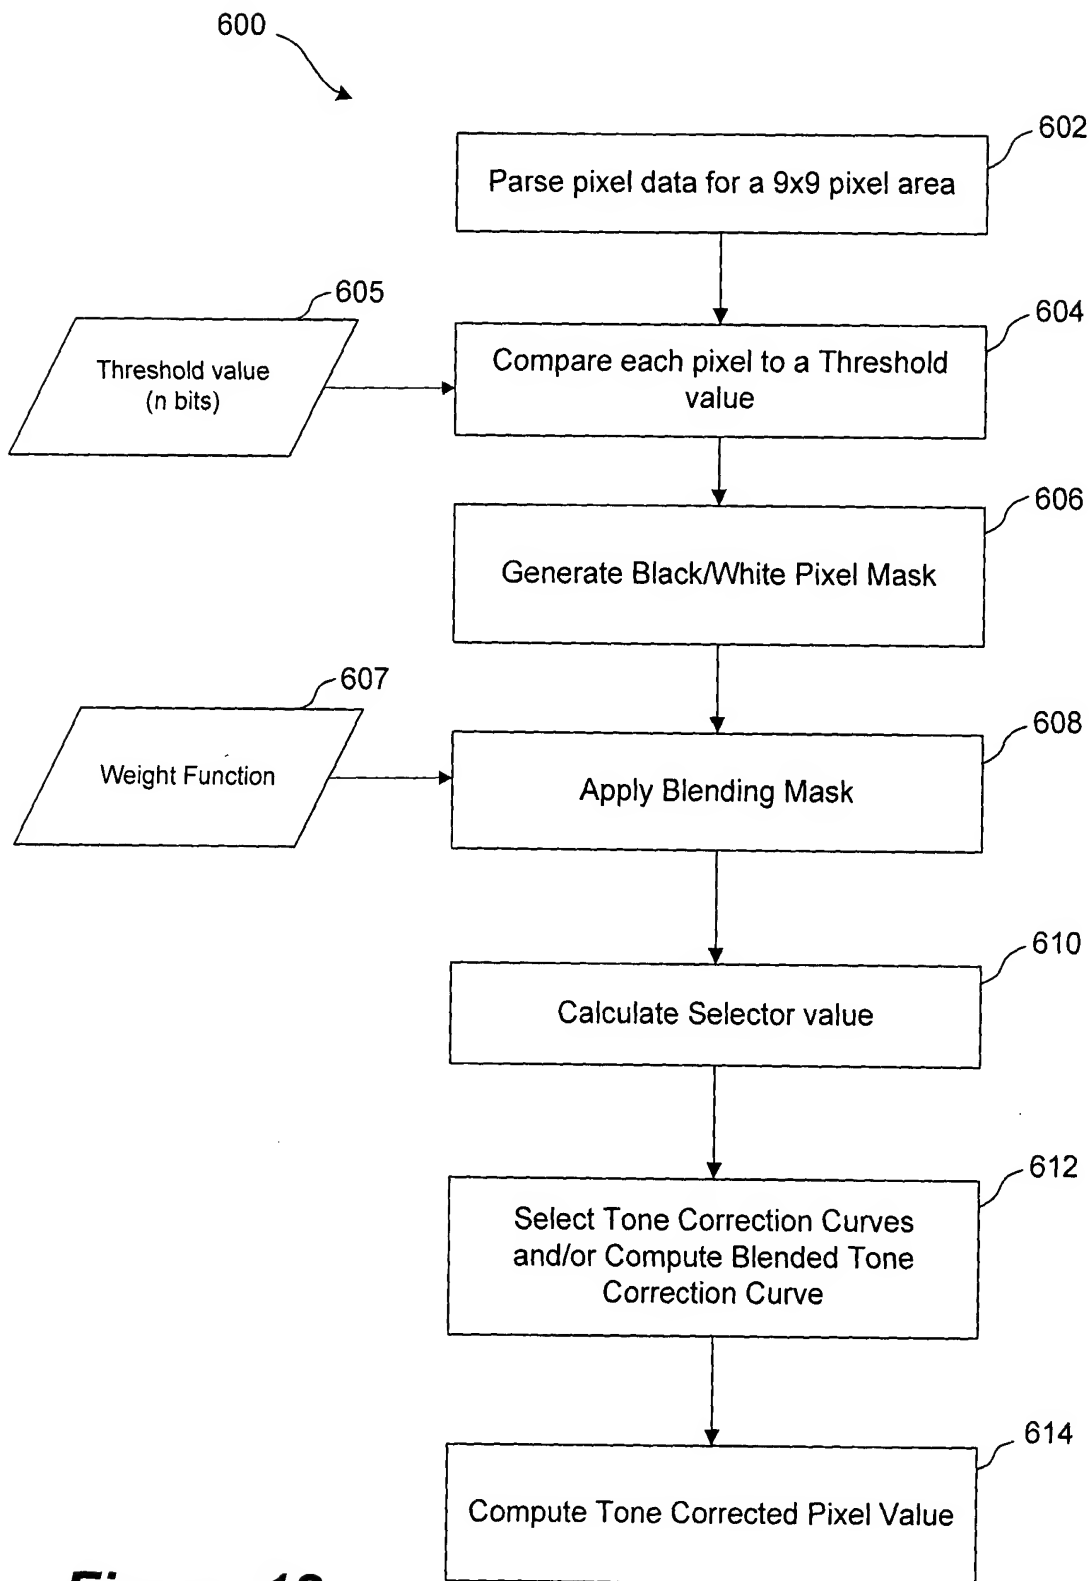 600
602
Parse pixel data for a 9x9 pixel area
605
Threshold value
(n bits)
604
Compare each pixel to a Threshold
value
606
Generate Black/White Pixel Mask
607
Weight Function
608
Apply Blending Mask
610
Calculate Selector value
612
Select Tone Correction Curves
and/or Compute Blended Tone
Correction Curve
614
Compute Tone Corrected Pixel Value